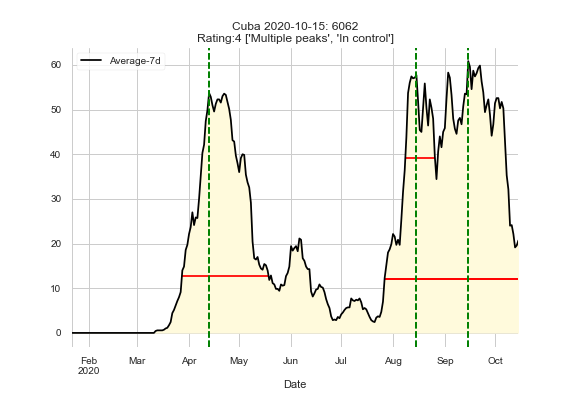 Cuba 2020-10-15: 6062
Rating:4 ['Multiple peaks', 'In control']
Average-7d
60
50
40
30
20
10
0
Feb Mar Apr May Jun Jul Aug Sep Oct
2020
Date